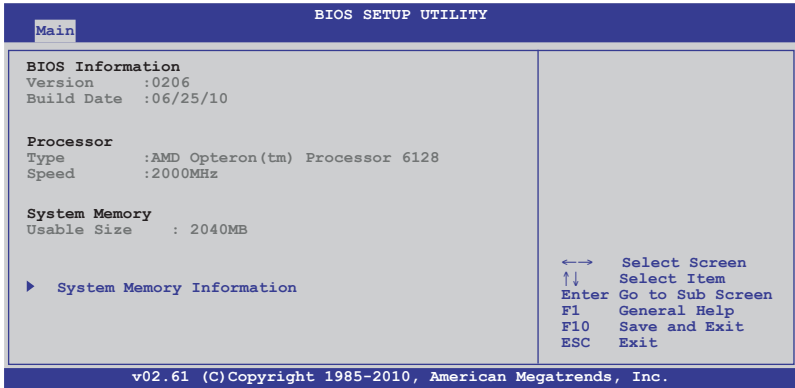 BIOS SETUP UTILITY
Main
BIOS Information
Version :0206
Build Date :06/25/10
Processor
Type :AMD Opteron(tm) Processor 6128
Speed :2000MHz
System Memory
Usable Size : 2040MB
System Memory Information
←→ Select Screen
↑↓ Select Item
Enter Go to Sub Screen
F1 General Help
F10 Save and Exit
ESC Exit
v02.61 (C)Copyright 1985-2010, American Megatrends, Inc.